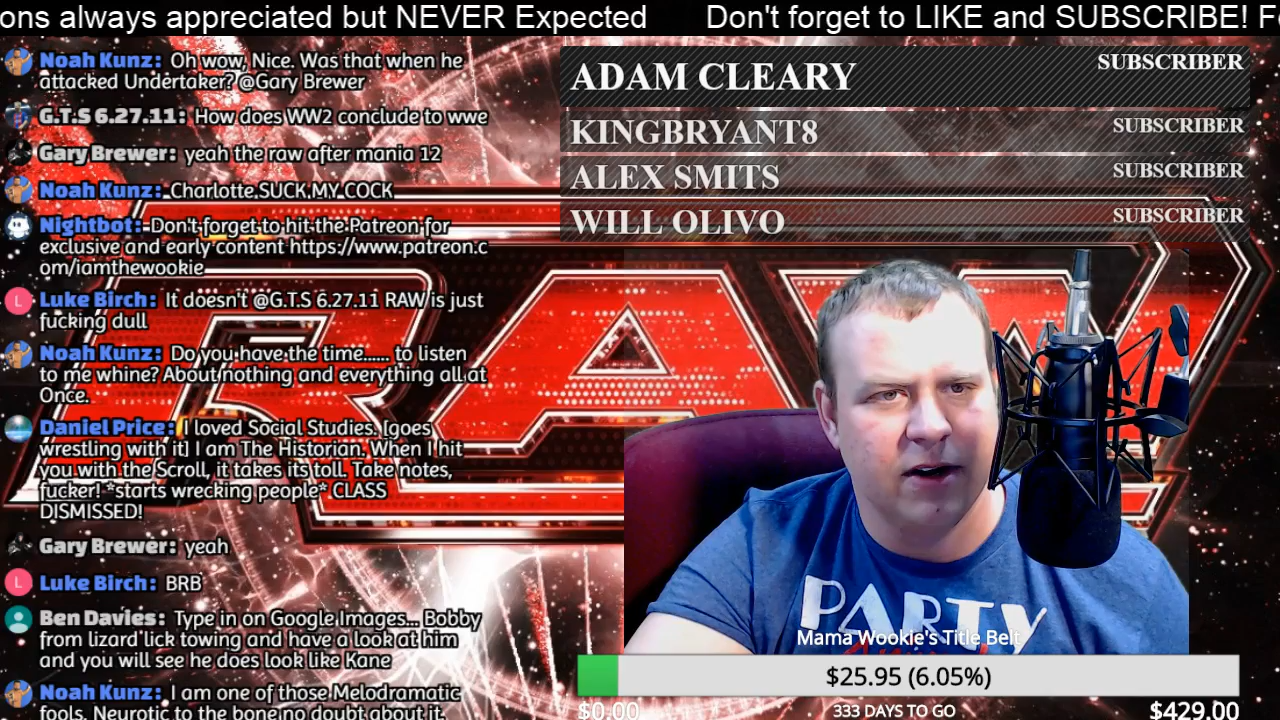 ons always appreciated but NEVER Expected
Don't forget to LIKE and SUBSCRIBE! F
Noah Kunz: Oh wow, Nice. Was that when he
attacked Undertaker? @Gary Brewer
G.T.S 6.27.11: How does WW2 conclude to wwe
Gary Brewer: yeah the raw after mania 12
Noah Kunz: Charlotte SUCK MY COCK
Nightbot: Don't forget to hit the Patreon for
exclusive and early content https://www.patreon.c
om/iamthewookie
L Luke Birch: It doesn't @G.T.S 6.27.11 RAW is just
fucking dull
Noah Kunz: Do you have the time...... to listen
to me whine? About nothing and everything all at
Once.
Daniel Price: I loved Social Studies. [goes
wrestling with it] I am The Historian. When I hit
you with the Scroll, it takes its toll. Take notes,
fucker! *starts wrecking people* CLASS
DISMISSED!
Gary Brewer: yeah
L Luke Birch: BRB
Ben Davies: Type in on Google Images... Bobby
from lizard lick towing and have a look at him
and you will see he does look like Kane
Noah Kunz: I am one of those Melodramatic
fools. Neurotic to the bone no doubt about it.
ADAM CLEARY SUBSCRIBER
KINGBRYANT8 SUBSCRIBER
ALEX SMITS SUBSCRIBER
WILL OLIVO SUBSCRIBER
RAW
PARTY
Mama Wookie's Title Belt
$25.95 (6.05%)
$0.00 333 DAYS TO GO $429.00